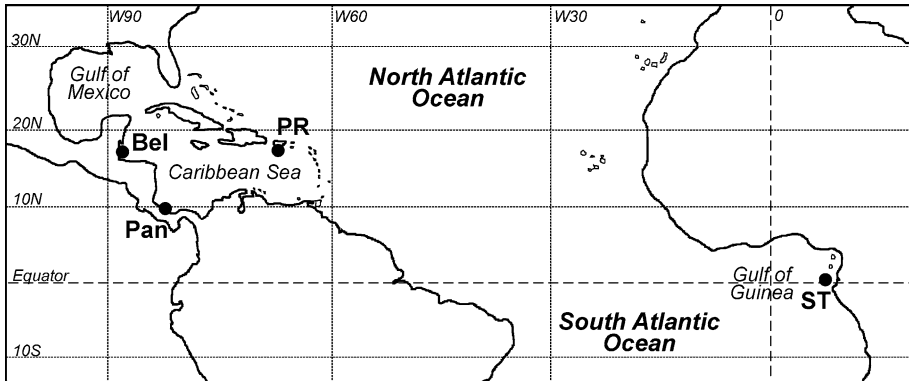 W90
W60
W30
0
30N
Gulf of
Mexico
North Atlantic
Ocean
20N
PR
Bel
Caribbean Sea
10N
Pan
Equator
Gulf of
Guinea
ST
South Atlantic
Ocean
10S